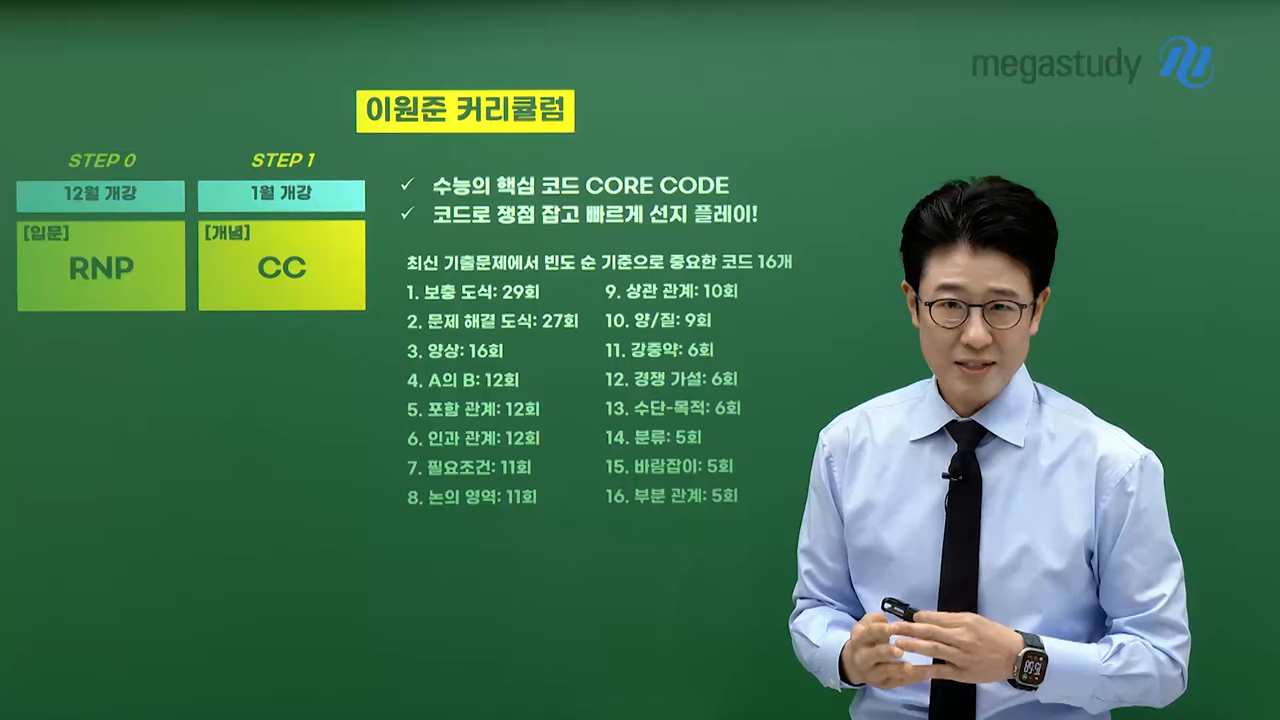 megastudy
이원준 커리큘럼
STEP 0
STEP 1
12월 개강
1월 개강
[입문]
RNP
[개념]
CC
✓ 수능의 핵심 코드 CORE CODE
✓ 코드로 쟁점 잡고 빠르게 선지 플레이!
최신 기출문제에서 빈도 순 기준으로 중요한 코드 16개
1. 보충 도식: 29회
2. 문제 해결 도식: 27회
3. 양상: 16회
4. A의 B: 12회
5. 포함 관계: 12회
6. 인과 관계: 12회
7. 필요조건: 11회
8. 논의 영역: 11회
9. 상관 관계: 10회
10. 양/질: 9회
11. 강중약: 6회
12. 경쟁 가설: 6회
13. 수단-목적: 6회
14. 분류: 5회
15. 바람잡이: 5회
16. 부분 관계: 5회